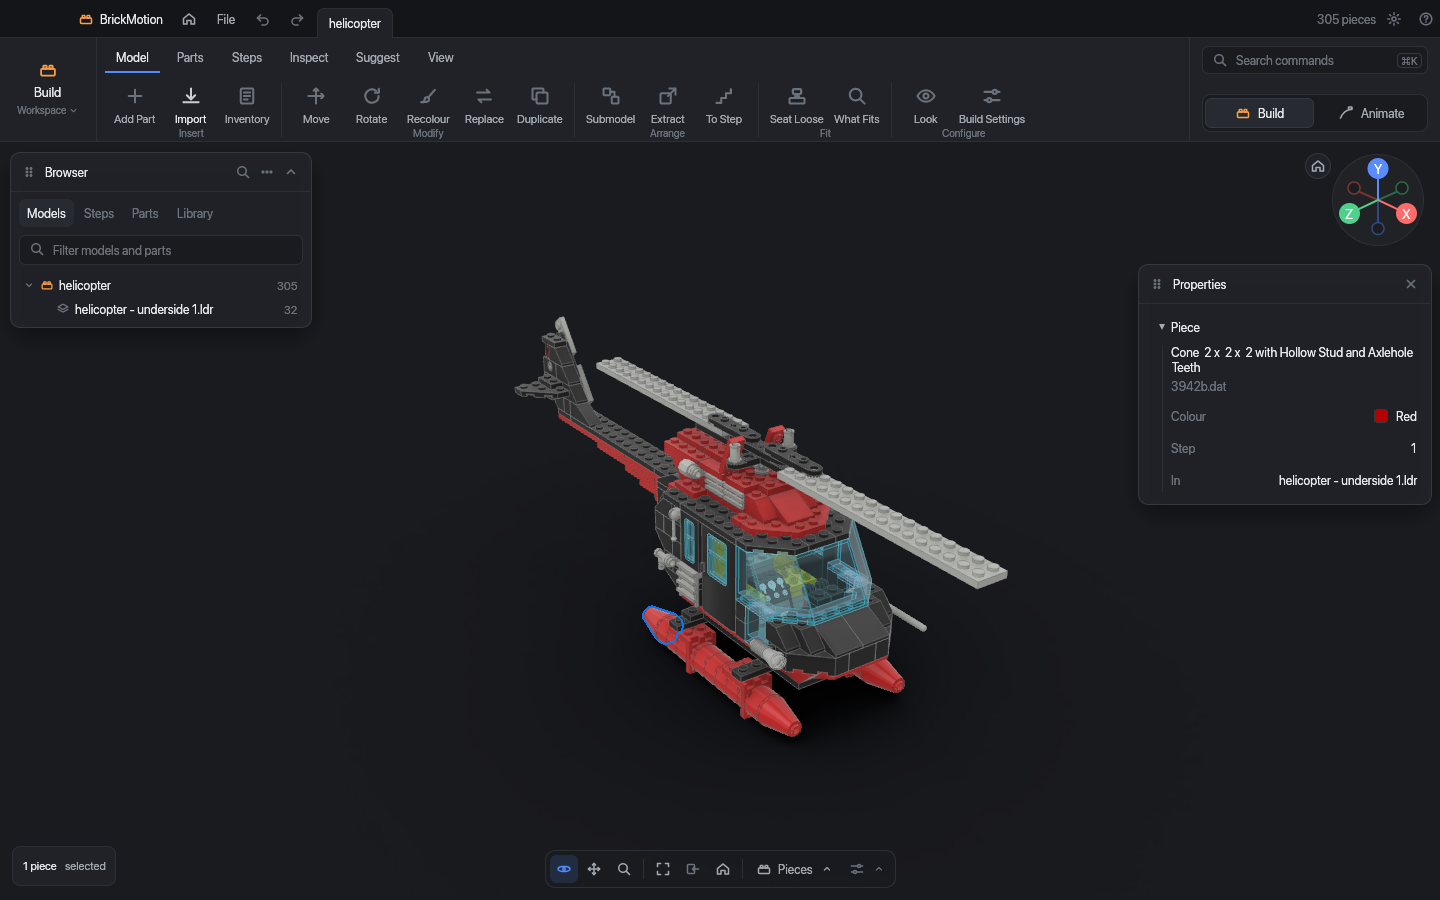 BrickMotion File helicopter 305 pieces
Model Parts Steps Inspect Suggest View
Search commands ⌘K
Build
Workspace
Add Part Import Inventory Move Rotate Recolour Replace Duplicate Submodel Extract To Step Seat Loose What Fits Look Build Settings
Insert Modify Arrange Fit Configure
Build Animate
Browser
Models Steps Parts Library
Filter models and parts
helicopter 305
helicopter - underside 1.ldr 32
Y
Z X
Properties
Piece
Cone 2 x 2 x 2 with Hollow Stud and Axlehole
Teeth
3942b.dat
Colour Red
Step 1
In helicopter - underside 1.ldr
1 piece selected
Pieces